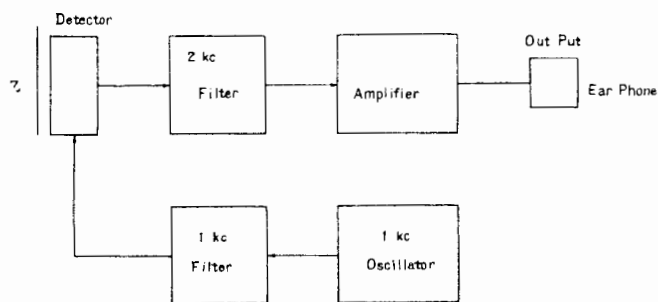 Detector
2 kc
Filter
Amplifier
Out Put
Ear Phone
1 kc
Filter
1 kc
Oscillator